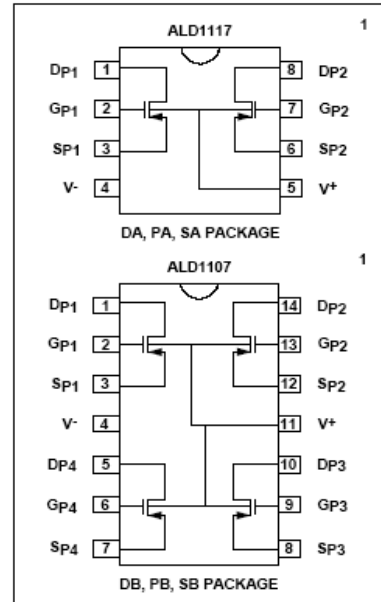 ALD1117 1
DP1 1 8 DP2
GP1 2 7 GP2
SP1 3 6 SP2
V- 4 5 V+
DA, PA, SA PACKAGE
ALD1107 1
DP1 1 14 DP2
GP1 2 13 GP2
SP1 3 12 SP2
V- 4 11 V+
DP4 5 10 DP3
GP4 6 9 GP3
SP4 7 8 SP3
DB, PB, SB PACKAGE